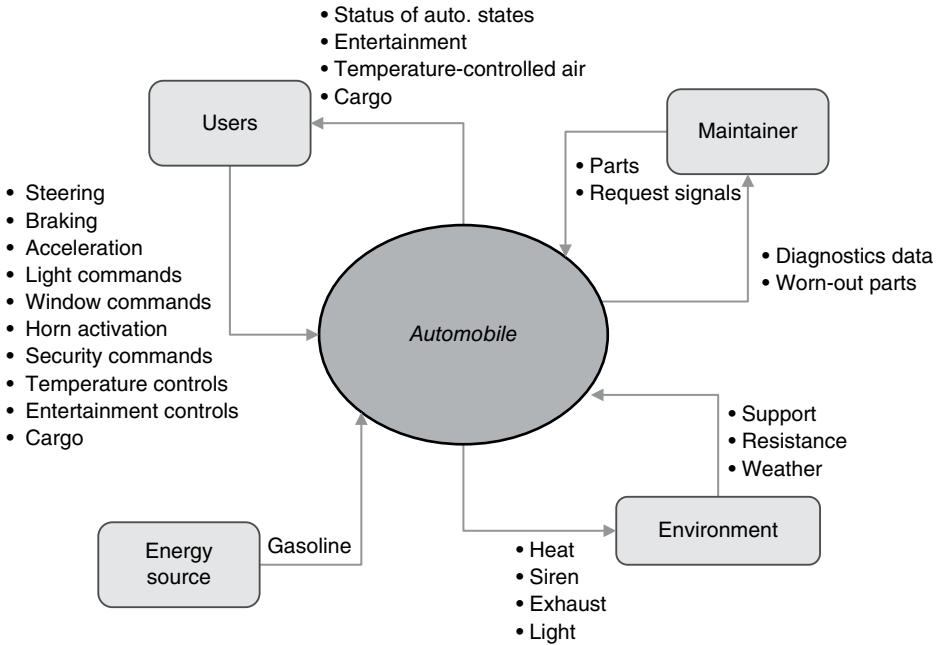 • Status of auto. states
• Entertainment
• Temperature-controlled air
• Cargo
Users
Maintainer
• Parts
• Request signals
• Steering
• Braking
• Acceleration
• Light commands
• Window commands
• Horn activation
• Security commands
• Temperature controls
• Entertainment controls
• Cargo
• Diagnostics data
• Worn-out parts
Automobile
• Support
• Resistance
• Weather
Energy
source
Gasoline
Environment
• Heat
• Siren
• Exhaust
• Light